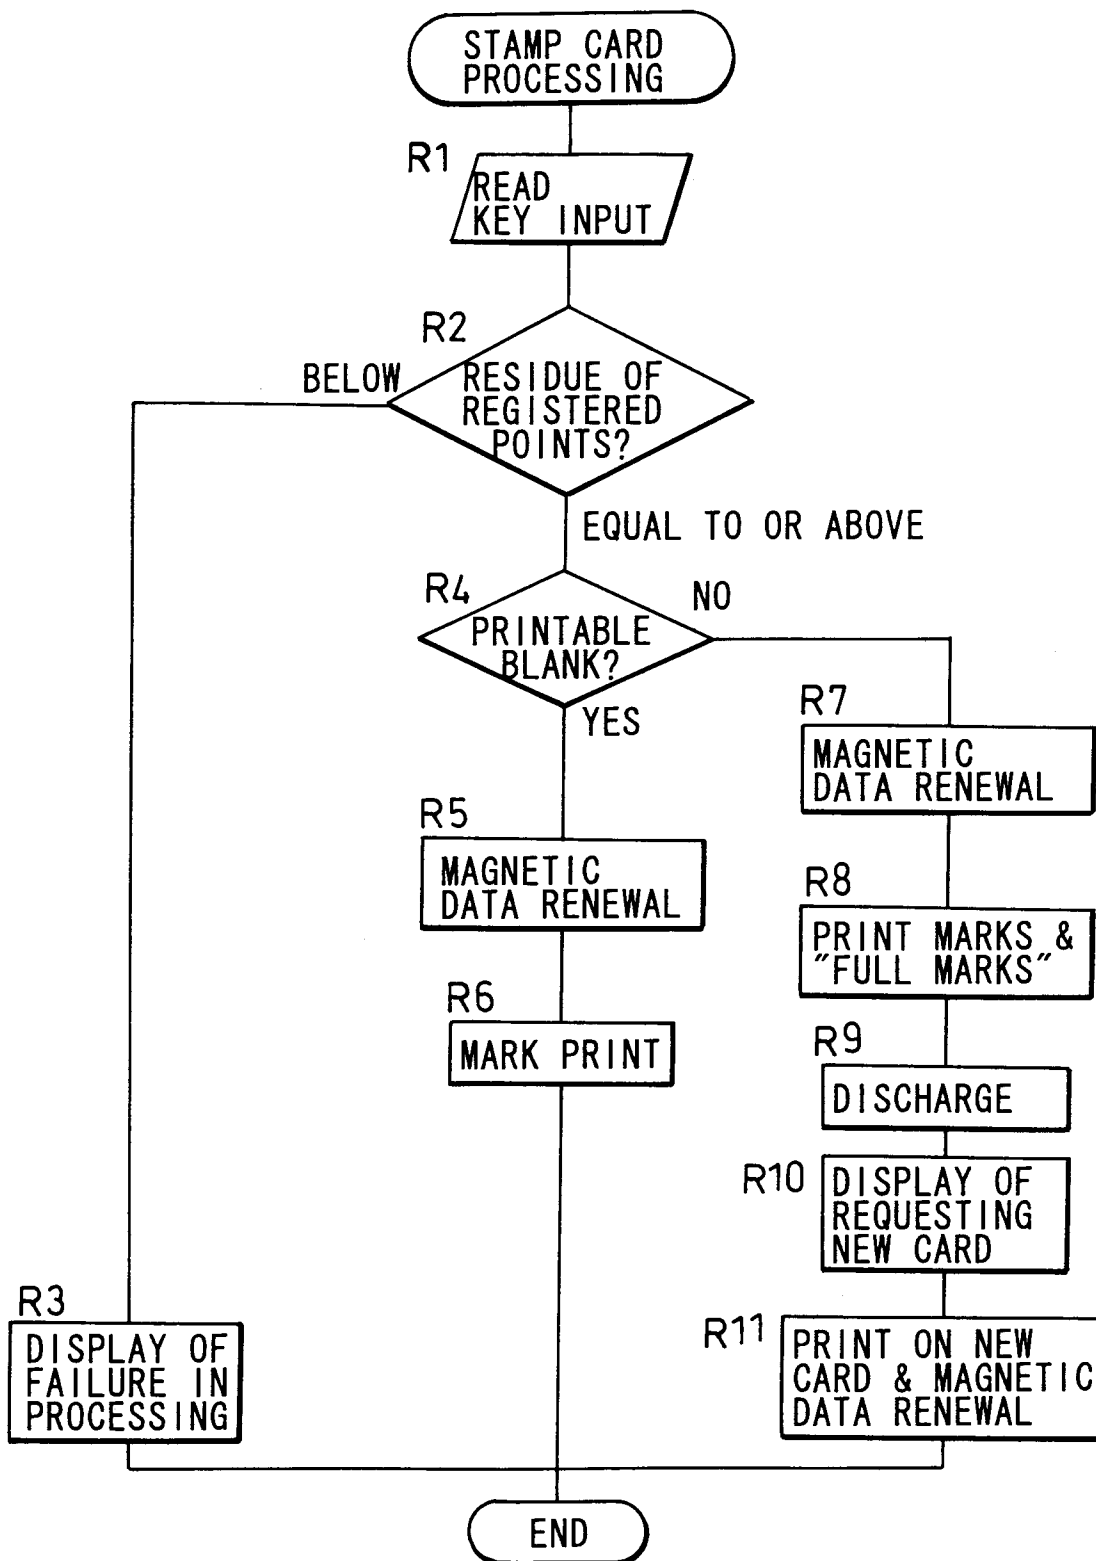 STAMP CARD
PROCESSING
R1
READ
KEY INPUT
R2
BELOW
RESIDUE OF
REGISTERED
POINTS?
EQUAL TO OR ABOVE
R4
NO
PRINTABLE
BLANK?
YES
R7
MAGNETIC
DATA RENEWAL
R5
MAGNETIC
DATA RENEWAL
R8
PRINT MARKS &
"FULL MARKS"
R6
MARK PRINT
R9
DISCHARGE
R10
DISPLAY OF
REQUESTING
NEW CARD
R3
DISPLAY OF
FAILURE IN
PROCESSING
R11
PRINT ON NEW
CARD & MAGNETIC
DATA RENEWAL
END